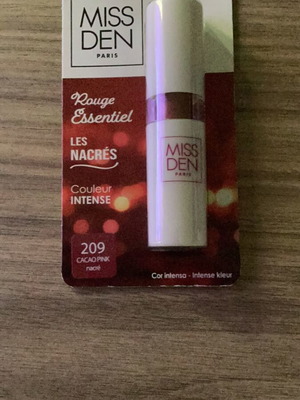 MISS
DEN
PARIS
Rouge
Essentiel
LES
NACRÉS
Couleur
INTENSE
MISS
DEN
PARIS
209
CACAO PINK
nacré
Cor intensa - Intense kleur